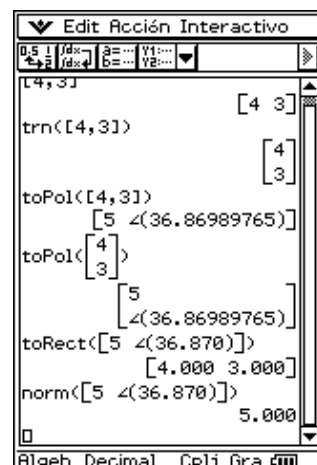 Edit Acción Interactivo
[4,3]
[4 3]
trn([4,3])
[4
3]
toPol([4,3])
[5 ∠(36.86989765)]
toPol([4
3])
[5
∠(36.86989765)]
toRect([5 ∠(36.870)])
[4.000 3.000]
norm([5 ∠(36.870)])
5.000
Algeb Decimal Cplj Gra